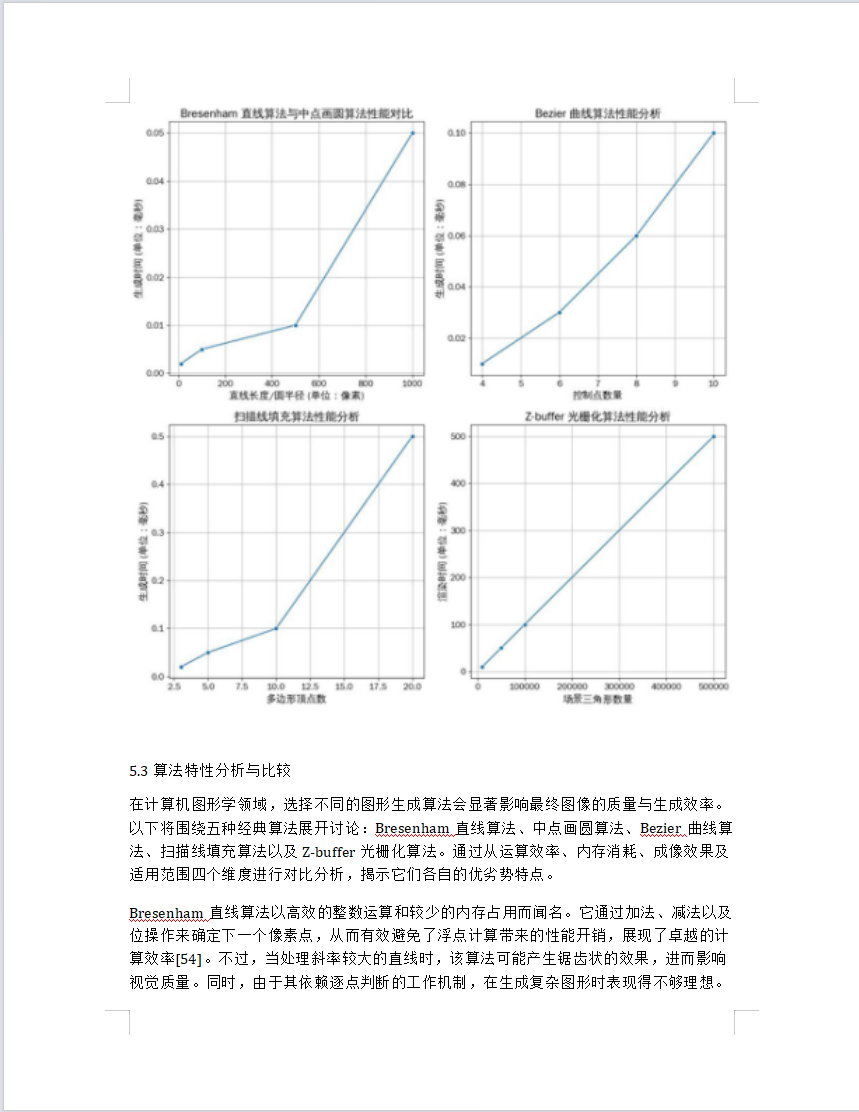 Bresenham 直线算法与中点画圆算法性能对比
生成时间 (单位：毫秒)
0.05
0.04
0.03
0.02
0.01
0.00
0 200 400 600 800 1000
直线长度/圆半径 (单位：像素)
Bezier 曲线算法性能分析
生成时间 (单位：毫秒)
0.10
0.08
0.06
0.04
0.02
4 5 6 7 8 9 10
控制点数量
扫描线填充算法性能分析
生成时间 (单位：毫秒)
0.5
0.4
0.3
0.2
0.1
0.0
2.5 5.0 7.5 10.0 12.5 15.0 17.5 20.0
多边形顶点数
Z-buffer 光栅化算法性能分析
渲染时间 (单位：毫秒)
500
400
300
200
100
0
0 100000 200000 300000 400000 500000
场景三角形数量
5.3 算法特性分析与比较
在计算机图形学领域，选择不同的图形生成算法会显著影响最终图像的质量与生成效率。
以下将围绕五种经典算法展开讨论：Bresenham 直线算法、中点画圆算法、Bezier 曲线算
法、扫描线填充算法以及 Z-buffer 光栅化算法。通过从运算效率、内存消耗、成像效果及
适用范围四个维度进行对比分析，揭示它们各自的优劣势特点。
Bresenham 直线算法以高效的整数运算和较少的内存占用而闻名。它通过加法、减法以及
位操作来确定下一个像素点，从而有效避免了浮点计算带来的性能开销，展现了卓越的计
算效率[54]。不过，当处理斜率较大的直线时，该算法可能产生锯齿状的效果，进而影响
视觉质量。同时，由于其依赖逐点判断的工作机制，在生成复杂图形时表现得不够理想。